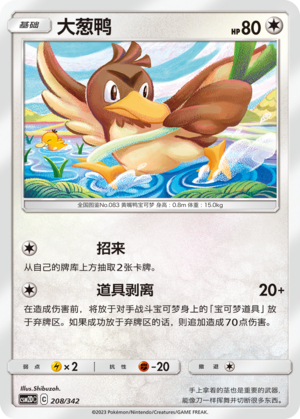 基础
大葱鸭
HP80
全国图鉴No.083 黄嘴鸭宝可梦 身高：0.8m 体重：15.0kg
招来
从自己的牌库上方抽取2张卡牌。
道具剥离 20+
在造成伤害前，将放于对手战斗宝可梦身上的「宝可梦道具」放
于弃牌区。如果成功放于弃牌区的话，则追加造成70点伤害。
弱点 ×2 抗性 -20 撤退
Illus.Shibuzoh.
CSM2DC C 208/342
手上拿着的茎也是重要的武器。
能像刀一样挥舞并切断很多东西。
©2023 Pokémon/Nintendo/Creatures/GAME FREAK.